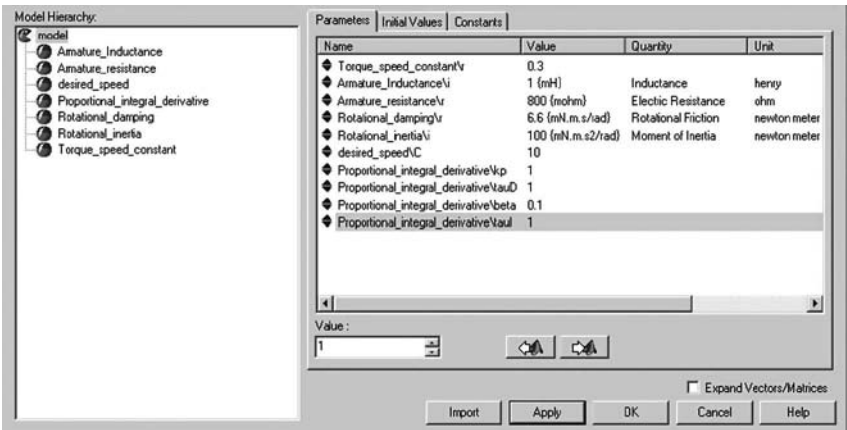 Model Hierarchy:
model
Armature_Inductance
Armature_resistance
desired_speed
Proportional_integral_derivative
Rotational_damping
Rotational_inertia
Torque_speed_constant
Parameters Initial Values Constants
Name Value Quantity Unit
Torque_speed_constant\r 0.3
Armature_Inductance\i 1 {mH} Inductance henry
Armature_resistance\r 800 {mohm} Electic Resistance ohm
Rotational_damping\r 6.6 {mN.m.s/rad} Rotational Friction newton meter
Rotational_inertia\i 100 {mN.m.s2/rad} Moment of Inertia newton meter
desired_speed\C 10
Proportional_integral_derivative\kp 1
Proportional_integral_derivative\tauD 1
Proportional_integral_derivative\beta 0.1
Proportional_integral_derivative\tauI 1
Value :
1
Expand Vectors/Matrices
Import Apply OK Cancel Help